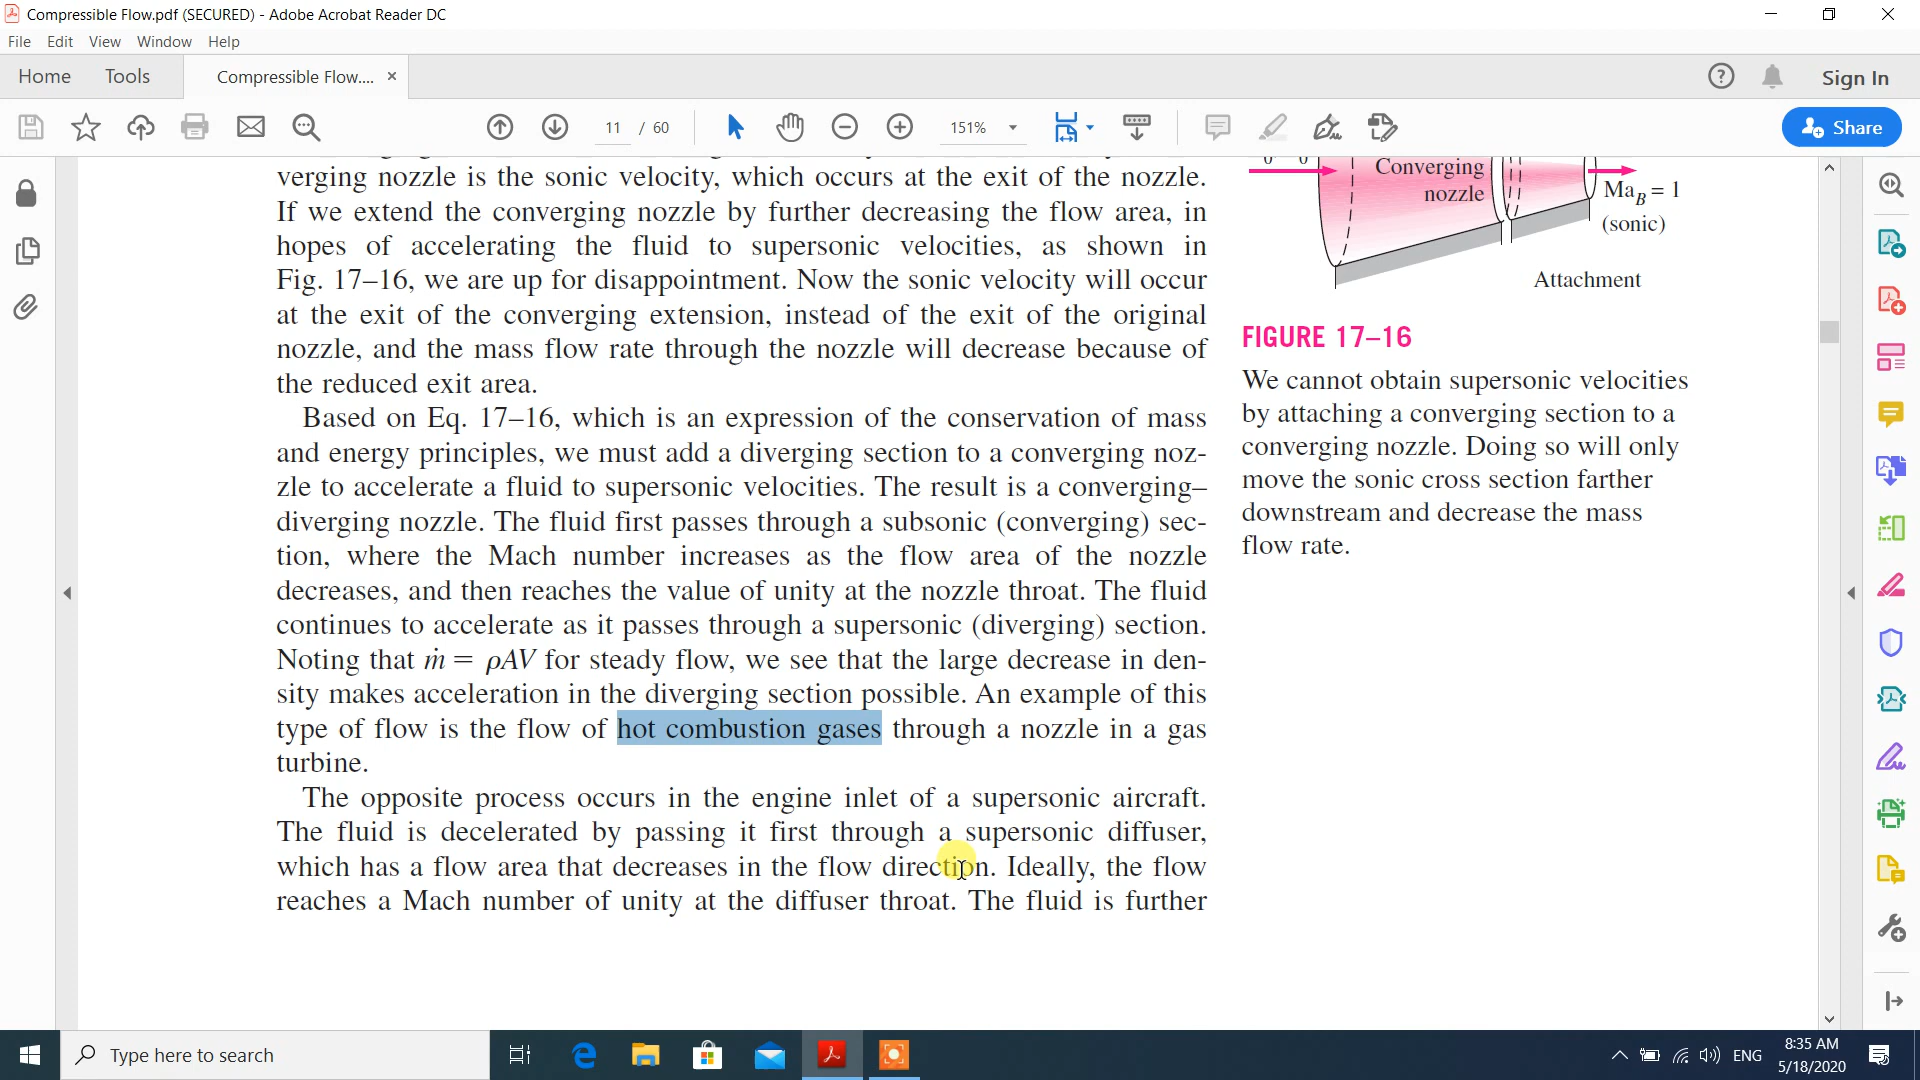 Compressible Flow.pdf (SECURED) - Adobe Acrobat Reader DC
File Edit View Window Help
Home Tools Compressible Flow.... × Sign In
11 / 60 151% Share
verging nozzle is the sonic velocity, which occurs at the exit of the nozzle.
If we extend the converging nozzle by further decreasing the flow area, in
hopes of accelerating the fluid to supersonic velocities, as shown in
Fig. 17–16, we are up for disappointment. Now the sonic velocity will occur
at the exit of the converging extension, instead of the exit of the original
nozzle, and the mass flow rate through the nozzle will decrease because of
the reduced exit area.
Based on Eq. 17–16, which is an expression of the conservation of mass
and energy principles, we must add a diverging section to a converging noz-
zle to accelerate a fluid to supersonic velocities. The result is a converging–
diverging nozzle. The fluid first passes through a subsonic (converging) sec-
tion, where the Mach number increases as the flow area of the nozzle
decreases, and then reaches the value of unity at the nozzle throat. The fluid
continues to accelerate as it passes through a supersonic (diverging) section.
Noting that ṁ = ρAV for steady flow, we see that the large decrease in den-
sity makes acceleration in the diverging section possible. An example of this
type of flow is the flow of hot combustion gases through a nozzle in a gas
turbine.
The opposite process occurs in the engine inlet of a supersonic aircraft.
The fluid is decelerated by passing it first through a supersonic diffuser,
which has a flow area that decreases in the flow direction. Ideally, the flow
reaches a Mach number of unity at the diffuser throat. The fluid is further
Converging
nozzle
Ma_B = 1
(sonic)
Attachment
FIGURE 17–16
We cannot obtain supersonic velocities
by attaching a converging section to a
converging nozzle. Doing so will only
move the sonic cross section farther
downstream and decrease the mass
flow rate.
Type here to search
ENG
8:35 AM
5/18/2020